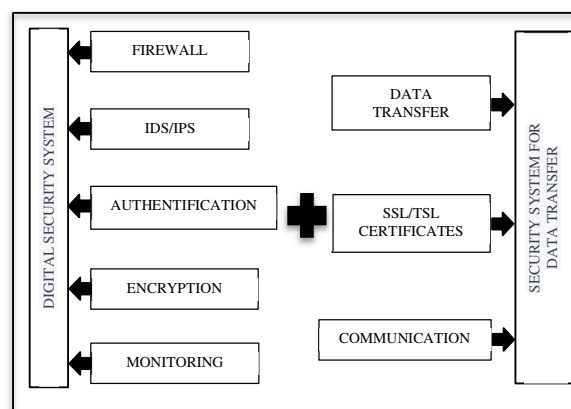 DIGITAL SECURITY SYSTEM
FIREWALL
IDS/IPS
AUTHENTIFICATION
ENCRYPTION
MONITORING
DATA
TRANSFER
SSL/TSL
CERTIFICATES
COMMUNICATION
SECURITY SYSTEM FOR
DATA TRANSFER